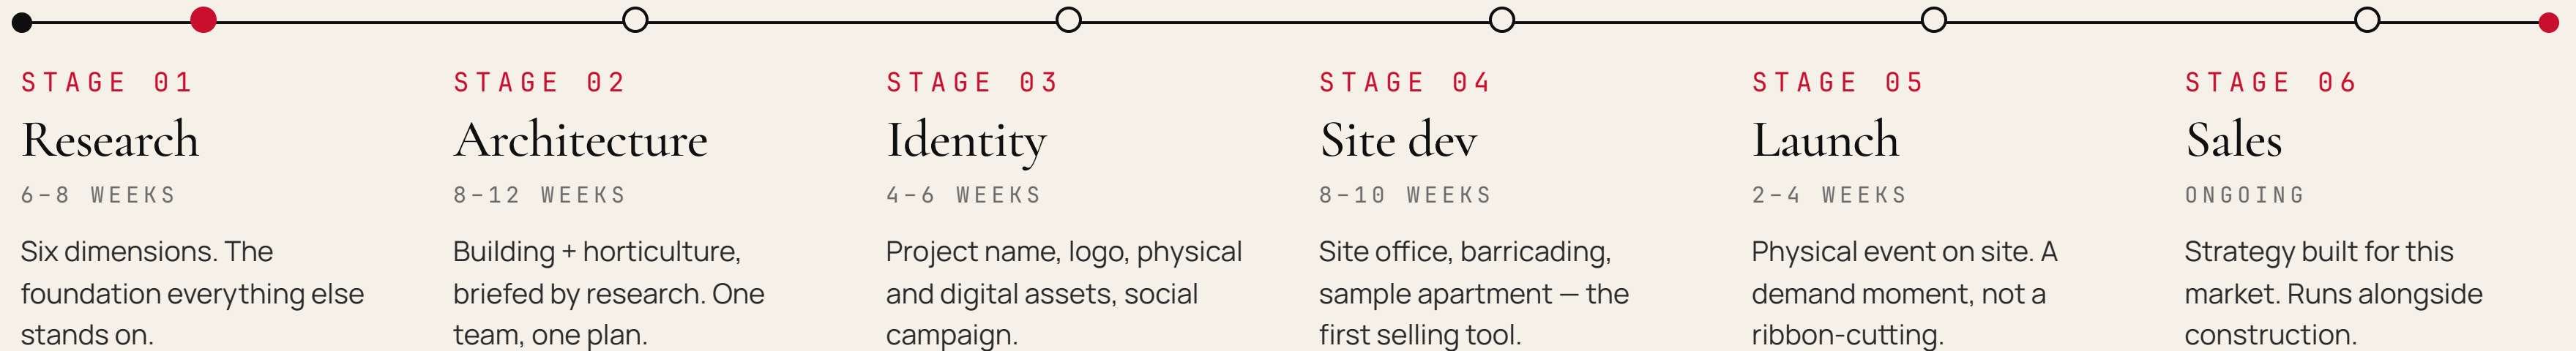 STAGE 01
Research
6–8 WEEKS
Six dimensions. The
foundation everything else
stands on.
STAGE 02
Architecture
8–12 WEEKS
Building + horticulture,
briefed by research. One
team, one plan.
STAGE 03
Identity
4–6 WEEKS
Project name, logo, physical
and digital assets, social
campaign.
STAGE 04
Site dev
8–10 WEEKS
Site office, barricading,
sample apartment — the
first selling tool.
STAGE 05
Launch
2–4 WEEKS
Physical event on site. A
demand moment, not a
ribbon-cutting.
STAGE 06
Sales
ONGOING
Strategy built for this
market. Runs alongside
construction.